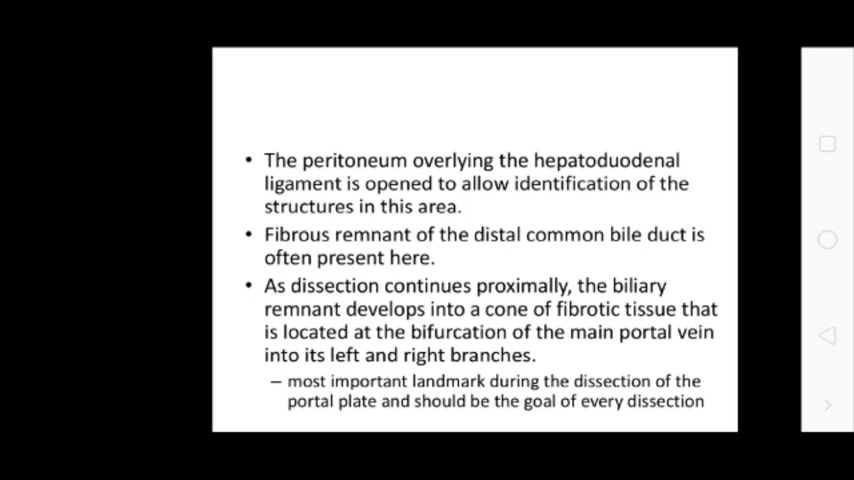 • The peritoneum overlying the hepatoduodenal
ligament is opened to allow identification of the
structures in this area.
• Fibrous remnant of the distal common bile duct is
often present here.
• As dissection continues proximally, the biliary
remnant develops into a cone of fibrotic tissue that
is located at the bifurcation of the main portal vein
into its left and right branches.
– most important landmark during the dissection of the
portal plate and should be the goal of every dissection